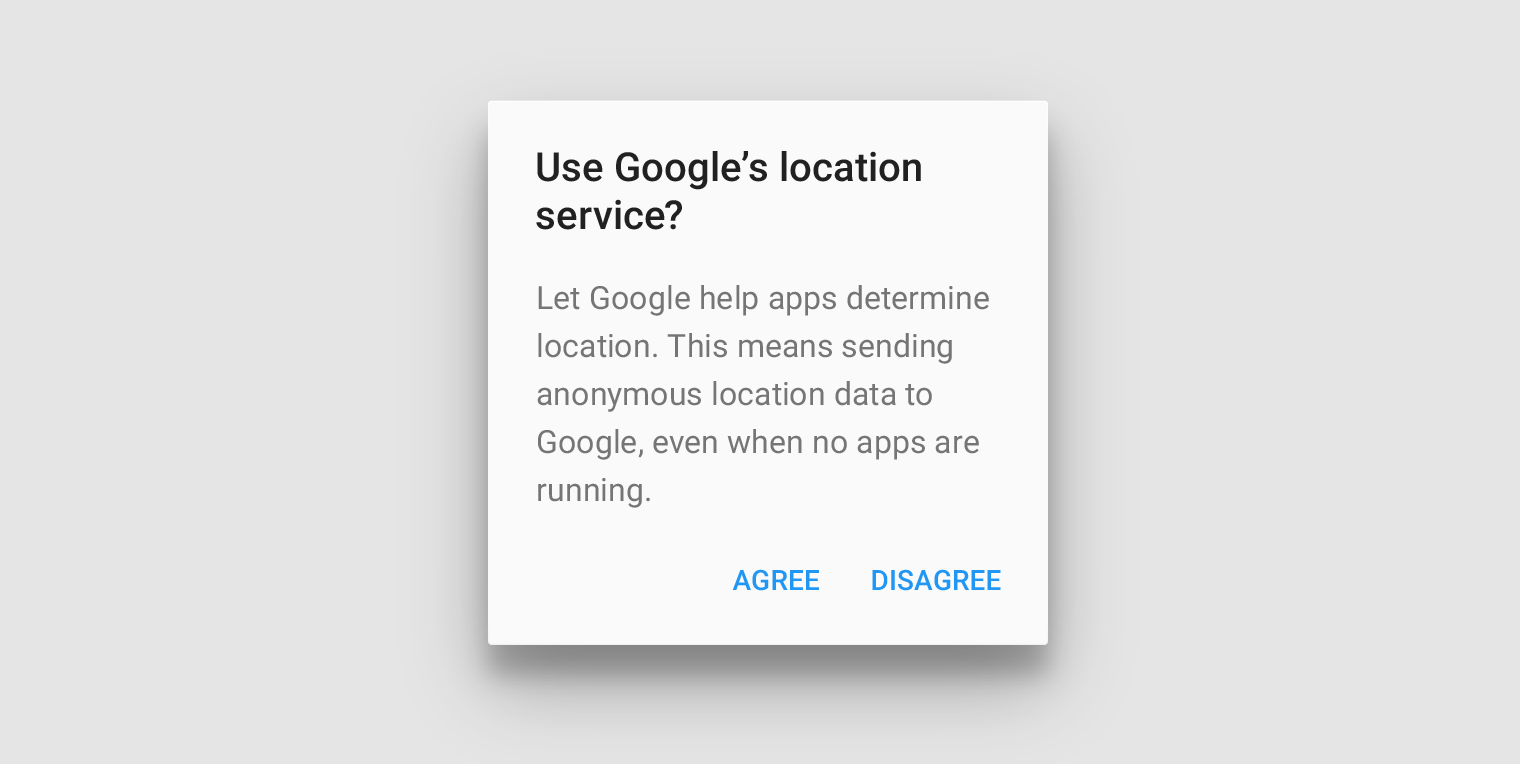 Use Google’s location
service?
Let Google help apps determine
location. This means sending
anonymous location data to
Google, even when no apps are
running.
AGREE DISAGREE